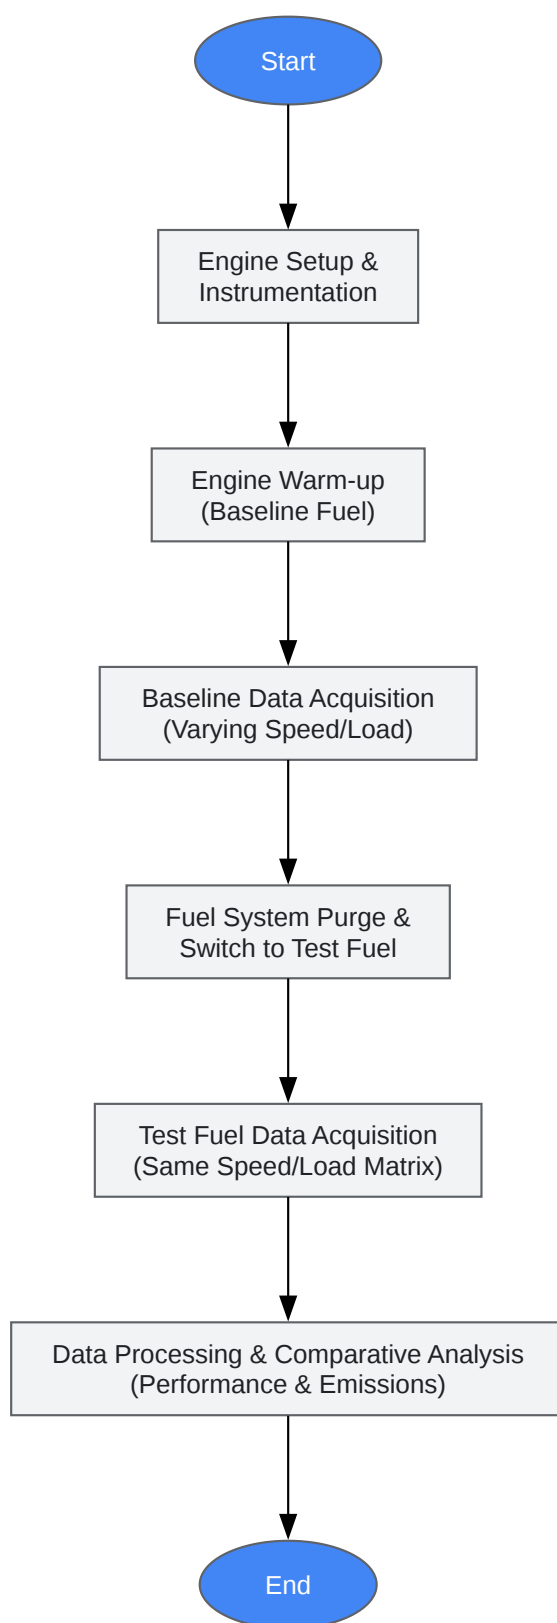 Start
Engine Setup &
Instrumentation
Engine Warm-up
(Baseline Fuel)
Baseline Data Acquisition
(Varying Speed/Load)
Fuel System Purge &
Switch to Test Fuel
Test Fuel Data Acquisition
(Same Speed/Load Matrix)
Data Processing & Comparative Analysis
(Performance & Emissions)
End